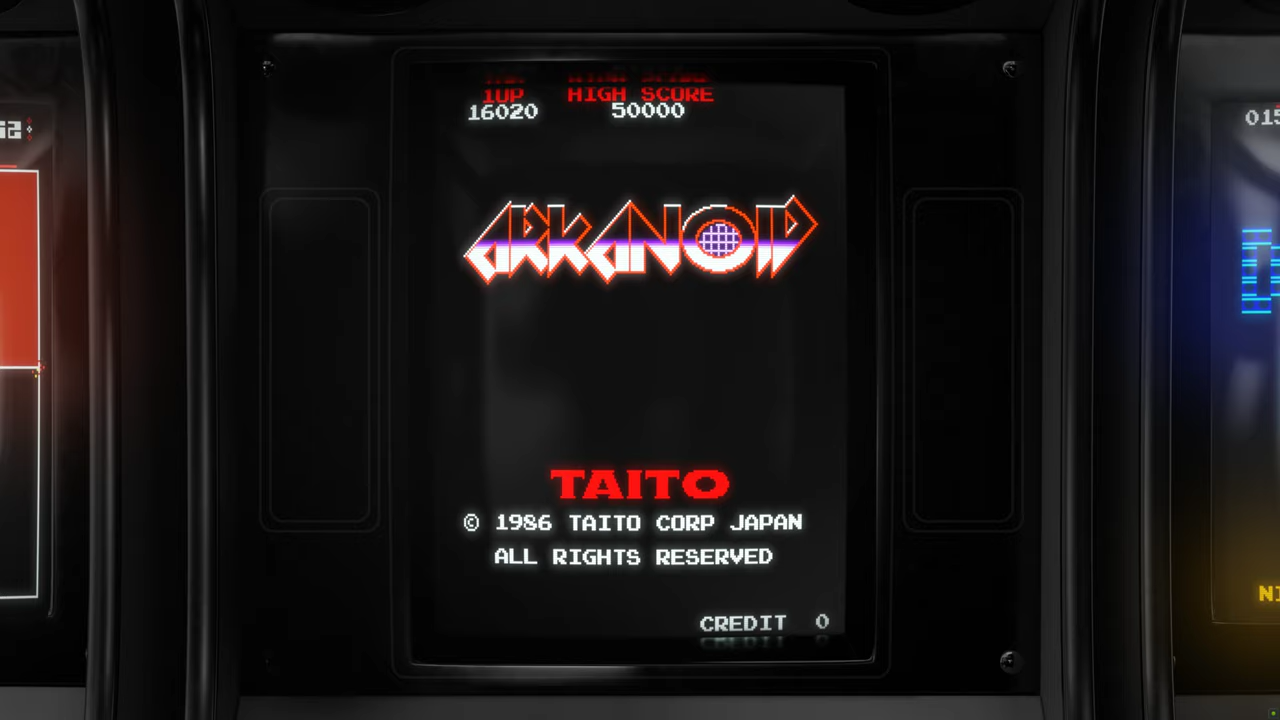 1UP HIGH SCORE
16020 50000
ARKANOID
TAITO
© 1986 TAITO CORP JAPAN
ALL RIGHTS RESERVED
CREDIT 0